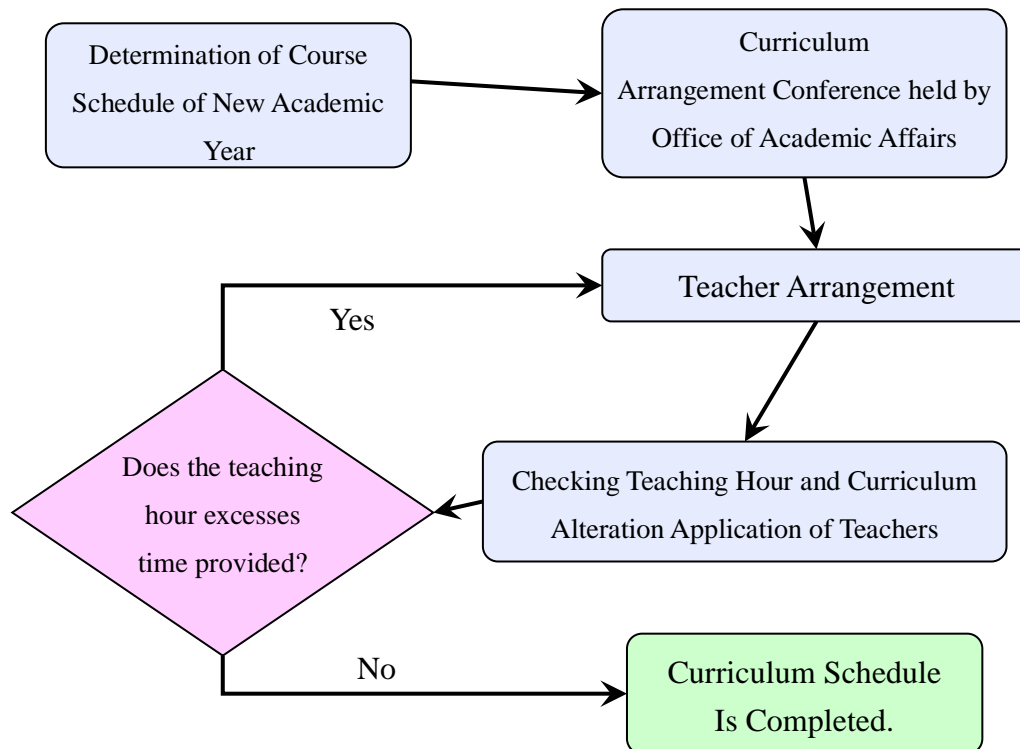 Determination of Course
Schedule of New Academic
Year
Curriculum
Arrangement Conference held by
Office of Academic Affairs
Teacher Arrangement
Yes
Does the teaching
hour excesses
time provided?
Checking Teaching Hour and Curriculum
Alteration Application of Teachers
No
Curriculum Schedule
Is Completed.